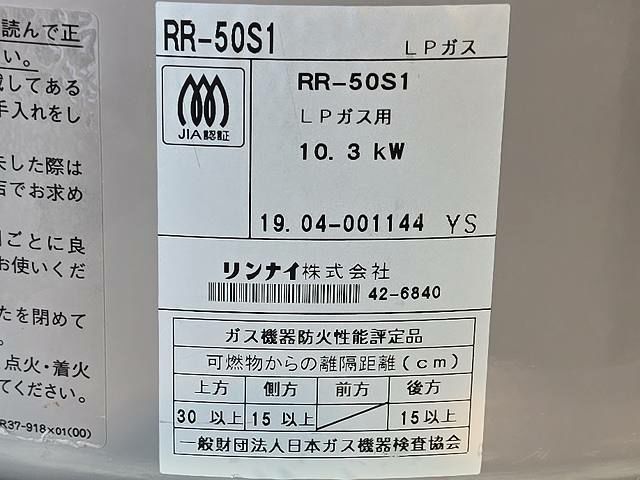 読んで正
い。
してある
手入れをし
した際は
店でお求め
ごとに良
お使いくだ
たを閉めて
。
点火・着火
てください。
R37-918×01(00)
RR-50S1 LPガス
JIA認証
RR-50S1
LPガス用
10.3 kW
19.04-001144 YS
リンナイ株式会社
42-6840
ガス機器防火性能評定品
可燃物からの離隔距離(cm)
上方 側方 前方 後方
30 以上 15 以上 15 以上
一般財団法人日本ガス機器検査協会